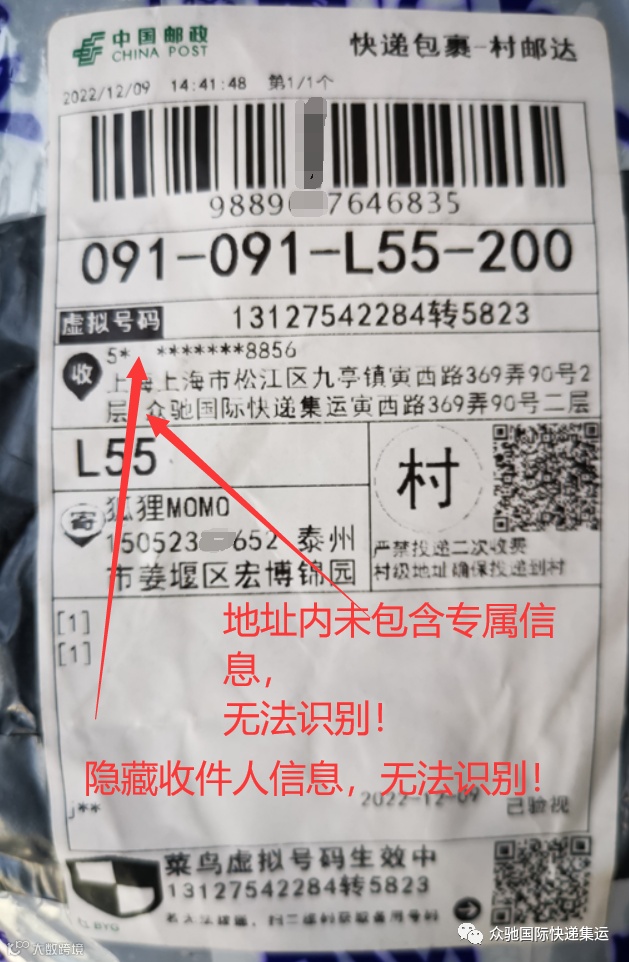 中国邮政
CHINA POST
快递包裹-村邮达
2022/12/09 14:41:48 第1/1个
9889 7646835
091-091-L55-200
虚拟号码
13127542284转5823
5* *******8856
收
上海上海市松江区九亭镇寅西路369弄90号2
层 众驰国际快递集运寅西路369弄90号二层
L55
村
寄
狐狸MOMO
150523 652 泰州
市姜堰区宏博锦园
严禁投递二次收费
村级地址确保投递到村
[1]
[1]
地址内未包含专属信
息,
无法识别!
隐藏收件人信息,无法识别!
2022-12-09 已验视
J**
菜鸟虚拟号码生效中
13127542284转5823
众驰国际快递集运
大数跨境